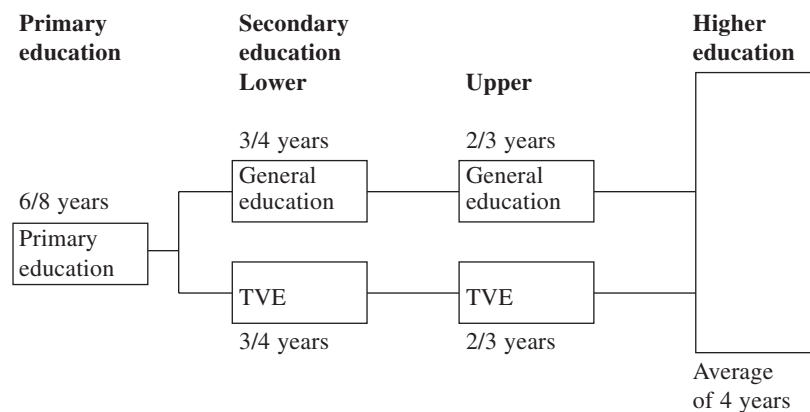 Primary
education
Secondary
education
Lower
Upper
Higher
education
3/4 years
2/3 years
General
education
General
education
6/8 years
Primary
education
TVE
TVE
3/4 years
2/3 years
Average
of 4 years